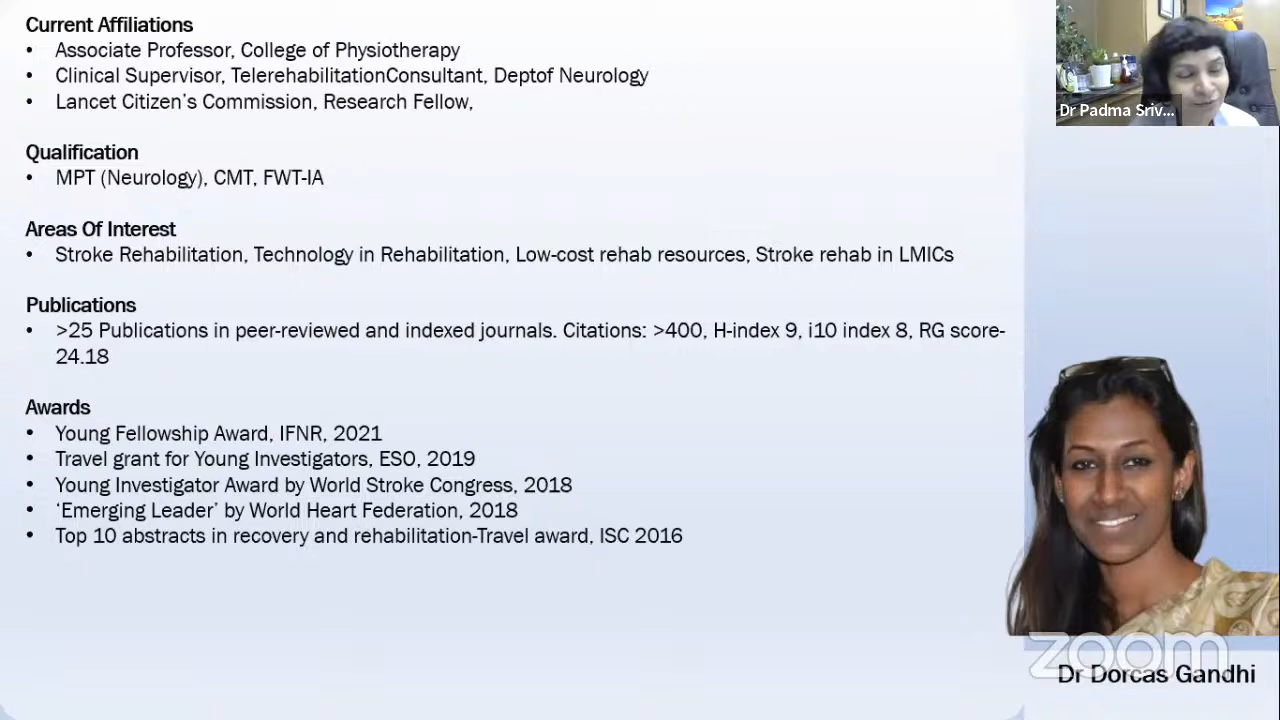 Current Affiliations
• Associate Professor, College of Physiotherapy
• Clinical Supervisor, TelerehabilitationConsultant, Deptof Neurology
• Lancet Citizen’s Commission, Research Fellow,
Qualification
• MPT (Neurology), CMT, FWT-IA
Areas Of Interest
• Stroke Rehabilitation, Technology in Rehabilitation, Low-cost rehab resources, Stroke rehab in LMICs
Publications
• >25 Publications in peer-reviewed and indexed journals. Citations: >400, H-index 9, i10 index 8, RG score-
24.18
Awards
• Young Fellowship Award, IFNR, 2021
• Travel grant for Young Investigators, ESO, 2019
• Young Investigator Award by World Stroke Congress, 2018
• ‘Emerging Leader’ by World Heart Federation, 2018
• Top 10 abstracts in recovery and rehabilitation-Travel award, ISC 2016
Dr Padma Sriv...
zoom
Dr Dorcas Gandhi